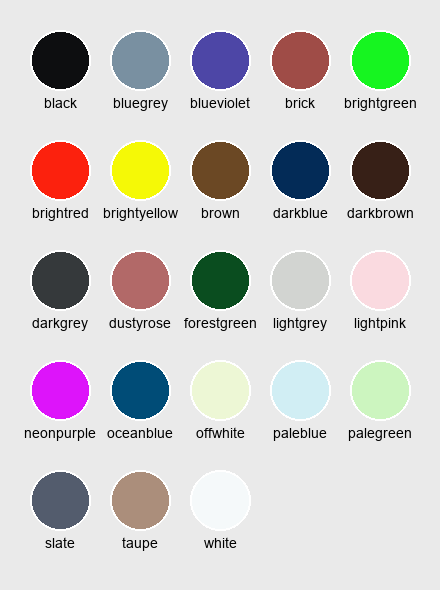 black bluegrey blueviolet brick brightgreen
brightred brightyellow brown darkblue darkbrown
darkgrey dustyrose forestgreen lightgrey lightpink
neonpurple oceanblue offwhite paleblue palegreen
slate taupe white